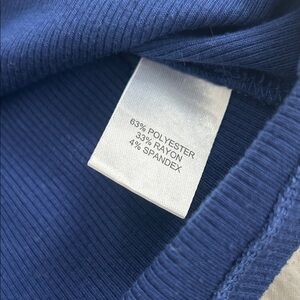 63% POLYESTER
33% RAYON
4% SPANDEX